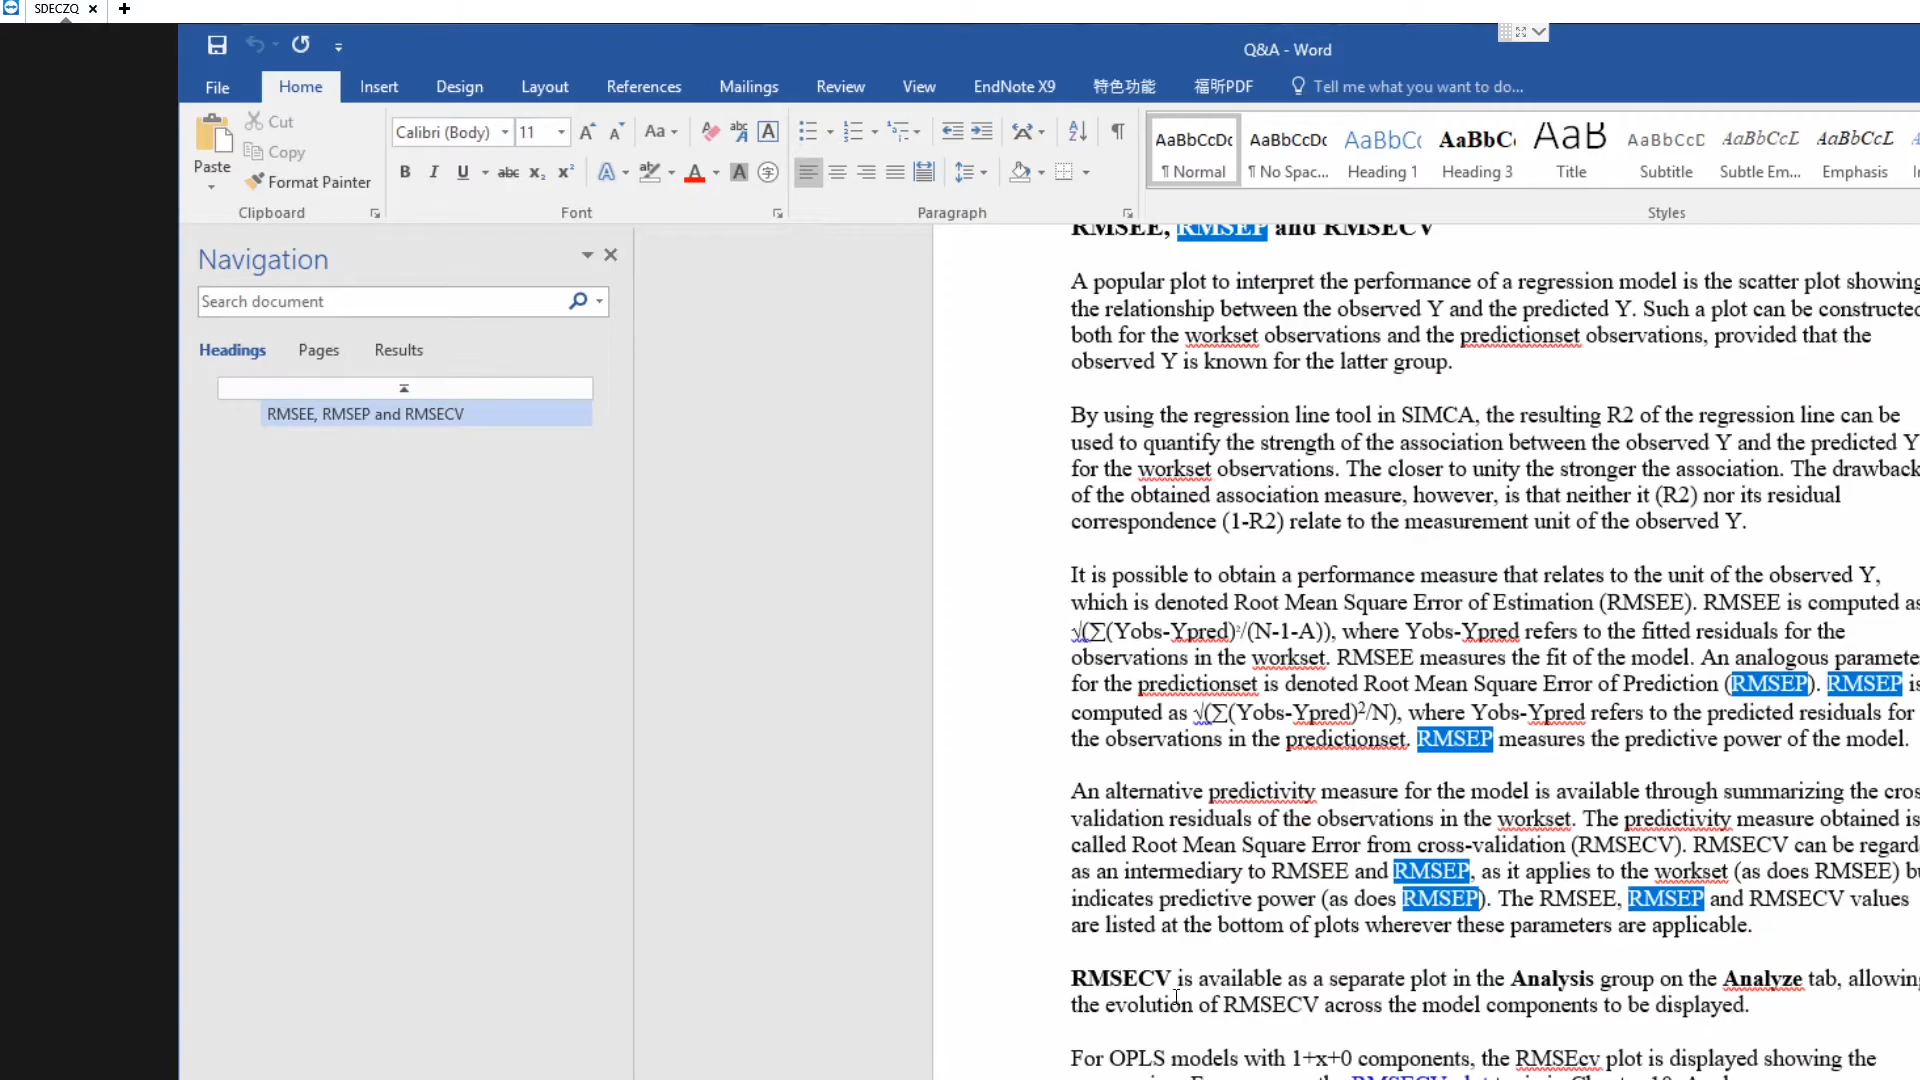 SDECZQ
Q&A - Word
File Home Insert Design Layout References Mailings Review View EndNote X9 特色功能 福昕PDF Tell me what you want to do...
Paste
Cut
Copy
Format Painter
Clipboard
Calibri (Body) 11
Font
Paragraph
AaBbCcDc AaBbCcDc AaBbCc AaBbC AaB AaBbCcD AaBbCcL AaBbCcL
¶ Normal ¶ No Spac... Heading 1 Heading 3 Title Subtitle Subtle Em... Emphasis
Styles
Navigation
Search document
Headings Pages Results
RMSEE, RMSEP and RMSECV
RMSEE, RMSEP and RMSECV
A popular plot to interpret the performance of a regression model is the scatter plot showing
the relationship between the observed Y and the predicted Y. Such a plot can be constructed
both for the workset observations and the predictionset observations, provided that the
observed Y is known for the latter group.
By using the regression line tool in SIMCA, the resulting R2 of the regression line can be
used to quantify the strength of the association between the observed Y and the predicted Y
for the workset observations. The closer to unity the stronger the association. The drawback
of the obtained association measure, however, is that neither it (R2) nor its residual
correspondence (1-R2) relate to the measurement unit of the observed Y.
It is possible to obtain a performance measure that relates to the unit of the observed Y,
which is denoted Root Mean Square Error of Estimation (RMSEE). RMSEE is computed as
√(∑(Yobs-Ypred)²/(N-1-A)), where Yobs-Ypred refers to the fitted residuals for the
observations in the workset. RMSEE measures the fit of the model. An analogous paramete
for the predictionset is denoted Root Mean Square Error of Prediction (RMSEP). RMSEP is
computed as √(∑(Yobs-Ypred)²/N), where Yobs-Ypred refers to the predicted residuals for
the observations in the predictionset. RMSEP measures the predictive power of the model.
An alternative predictivity measure for the model is available through summarizing the cros
validation residuals of the observations in the workset. The predictivity measure obtained is
called Root Mean Square Error from cross-validation (RMSECV). RMSECV can be regard
as an intermediary to RMSEE and RMSEP, as it applies to the workset (as does RMSEE) bu
indicates predictive power (as does RMSEP). The RMSEE, RMSEP and RMSECV values
are listed at the bottom of plots wherever these parameters are applicable.
RMSECV is available as a separate plot in the Analysis group on the Analyze tab, allowing
the evolution of RMSECV across the model components to be displayed.
For OPLS models with 1+x+0 components, the RMSEcv plot is displayed showing the